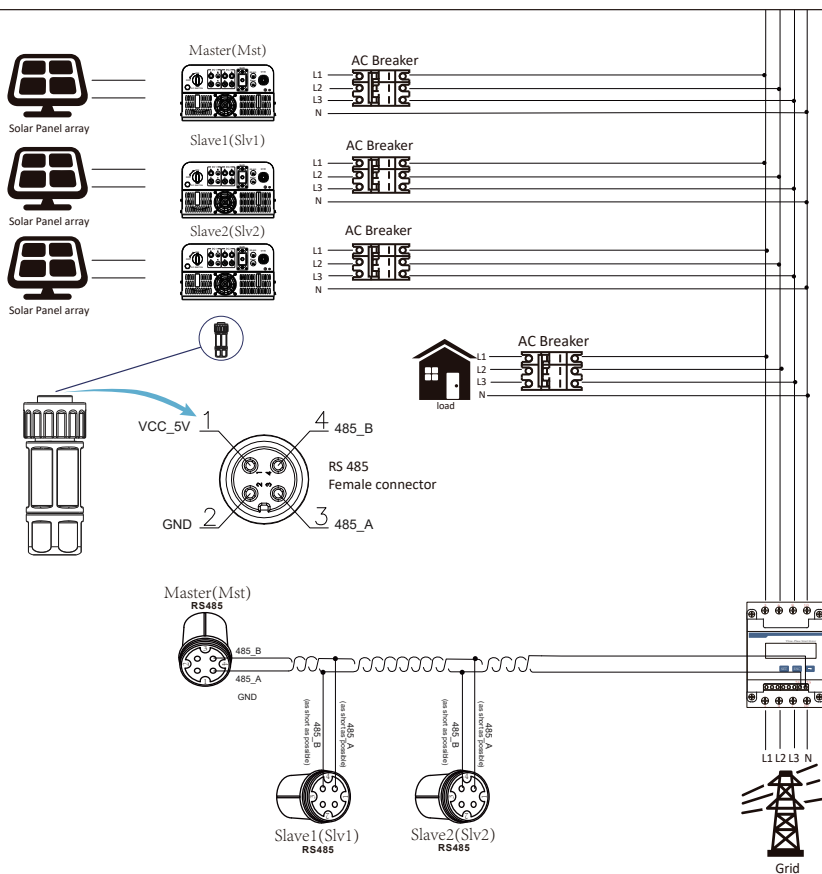 Master(Mst)
AC Breaker
L1
L2
L3
N
Solar Panel array
Slave1(Slv1)
AC Breaker
L1
L2
L3
N
Solar Panel array
Slave2(Slv2)
AC Breaker
L1
L2
L3
N
Solar Panel array
AC Breaker
L1
L2
L3
N
load
VCC_5V 1
4 485_B
RS 485
Female connector
GND 2
3 485_A
1
4
2
3
Master(Mst)
RS485
485_B
485_A
GND
485_B
(as short as possible)
485_A
(as short as possible)
485_B
(as short as possible)
485_A
(as short as possible)
Slave1(Slv1)
RS485
Slave2(Slv2)
RS485
L1 L2 L3 N
Grid